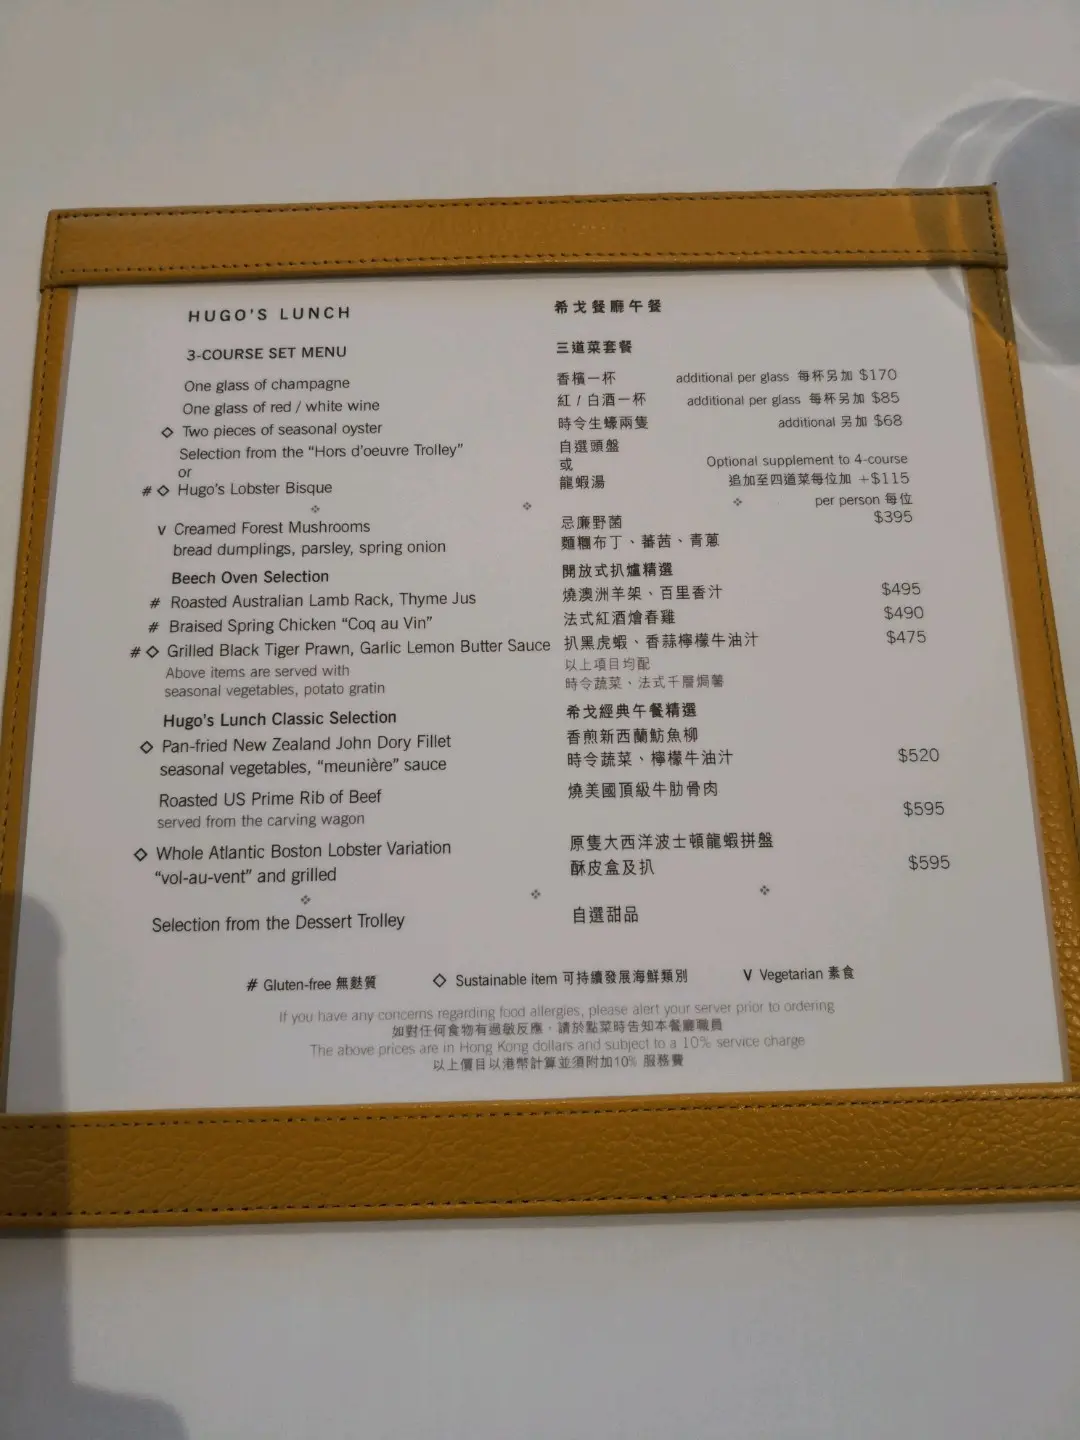 HUGO'S LUNCH 希戈餐廳午餐
3-COURSE SET MENU 三道菜套餐
One glass of champagne 香檳一杯 additional per glass 每杯另加 $170
One glass of red / white wine 紅 / 白酒一杯 additional per glass 每杯另加 $85
◇ Two pieces of seasonal oyster 時令生蠔兩隻 additional 另加 $68
Selection from the “Hors d'oeuvre Trolley” 自選頭盤
or 或 Optional supplement to 4-course
# ◇ Hugo's Lobster Bisque 龍蝦湯 追加至四道菜每位加 +$115
per person 每位
v Creamed Forest Mushrooms 忌廉野菌 $395
bread dumplings, parsley, spring onion 麵糰布丁、蕃茜、青蔥
Beech Oven Selection 開放式扒爐精選
# Roasted Australian Lamb Rack, Thyme Jus 燒澳洲羊架、百里香汁 $495
# Braised Spring Chicken “Coq au Vin” 法式紅酒燴春雞 $490
# ◇ Grilled Black Tiger Prawn, Garlic Lemon Butter Sauce 扒黑虎蝦、香蒜檸檬牛油汁 $475
Above items are served with 以上項目均配
seasonal vegetables, potato gratin 時令蔬菜、法式千層焗薯
Hugo's Lunch Classic Selection 希戈經典午餐精選
◇ Pan-fried New Zealand John Dory Fillet 香煎新西蘭魴魚柳
seasonal vegetables, “meunière” sauce 時令蔬菜、檸檬牛油汁 $520
Roasted US Prime Rib of Beef 燒美國頂級牛肋骨肉
served from the carving wagon $595
◇ Whole Atlantic Boston Lobster Variation 原隻大西洋波士頓龍蝦拼盤
“vol-au-vent” and grilled 酥皮盒及扒 $595
Selection from the Dessert Trolley 自選甜品
# Gluten-free 無麩質 ◇ Sustainable item 可持續發展海鮮類別 V Vegetarian 素食
If you have any concerns regarding food allergies, please alert your server prior to ordering
如對任何食物有過敏反應，請於點菜時告知本餐廳職員
The above prices are in Hong Kong dollars and subject to a 10% service charge
以上價目以港幣計算並須附加10% 服務費